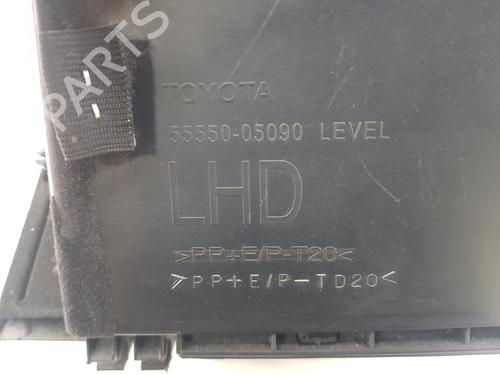 PARTS
TOYOTA
55550-05090 LEVEL
LHD
>PP+E/P-T20<
>PP+E/P-TD20<